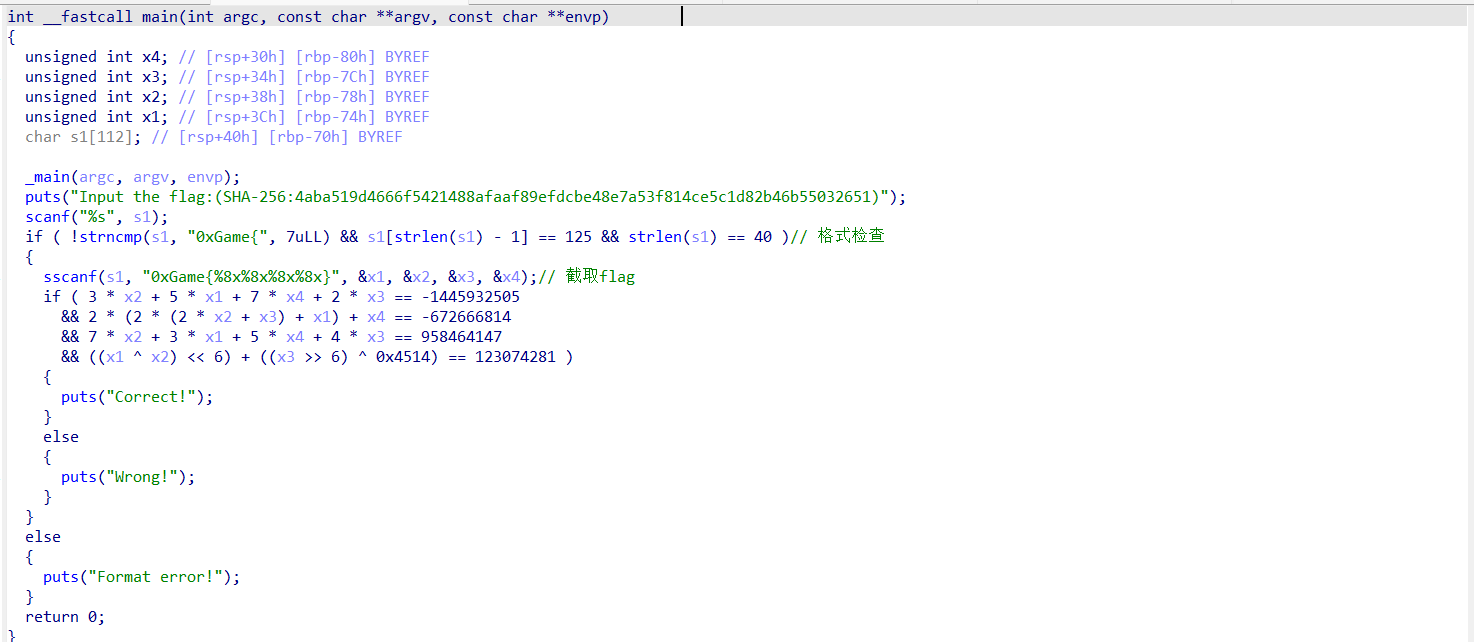 int __fastcall main(int argc, const char **argv, const char **envp)
{
  unsigned int x4; // [rsp+30h] [rbp-80h] BYREF
  unsigned int x3; // [rsp+34h] [rbp-7Ch] BYREF
  unsigned int x2; // [rsp+38h] [rbp-78h] BYREF
  unsigned int x1; // [rsp+3Ch] [rbp-74h] BYREF
  char s1[112]; // [rsp+40h] [rbp-70h] BYREF

  _main(argc, argv, envp);
  puts("Input the flag:(SHA-256:4aba519d4666f5421488afaaf89efdcbe48e7a53f814ce5c1d82b46b55032651)");
  scanf("%s", s1);
  if ( !strncmp(s1, "0xGame{", 7uLL) && s1[strlen(s1) - 1] == 125 && strlen(s1) == 40 )// 格式检查
  {
    sscanf(s1, "0xGame{%8x%8x%8x%8x}", &x1, &x2, &x3, &x4);// 截取flag
    if ( 3 * x2 + 5 * x1 + 7 * x4 + 2 * x3 == -1445932505
      && 2 * (2 * (2 * x2 + x3) + x1) + x4 == -672666814
      && 7 * x2 + 3 * x1 + 5 * x4 + 4 * x3 == 958464147
      && ((x1 ^ x2) << 6) + ((x3 >> 6) ^ 0x4514) == 123074281 )
    {
      puts("Correct!");
    }
    else
    {
      puts("Wrong!");
    }
  }
  else
  {
    puts("Format error!");
  }
  return 0;
}